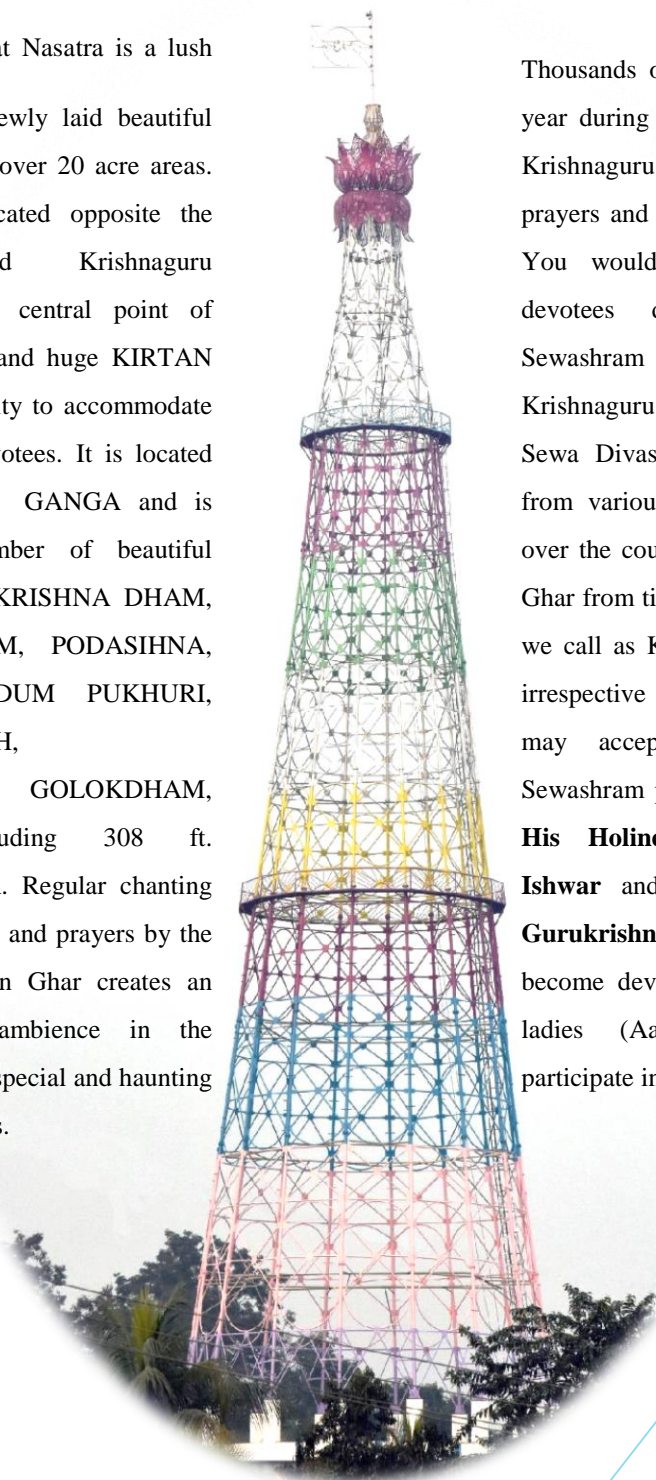 at Nasatra is a lush
ewly laid beautiful
over 20 acre areas.
cated opposite the
d Krishnaguru
central point of
and huge KIRTAN
ity to accommodate
votees. It is located
GANGA and is
mber of beautiful
KRISHNA DHAM,
M, PODASIHNA,
DUM PUKHURI,
H,
GOLOKDHAM,
uding 308 ft.
. Regular chanting
and prayers by the
n Ghar creates an
ambience in the
special and haunting
s.
Thousands o
year during
Krishnaguru
prayers and
You would
devotees
Sewashram
Krishnaguru
Sewa Divas
from variou
over the cou
Ghar from ti
we call as K
irrespective
may accep
Sewashram
His Holine
Ishwar and
Gurukrishn
become dev
ladies (Aa
participate in